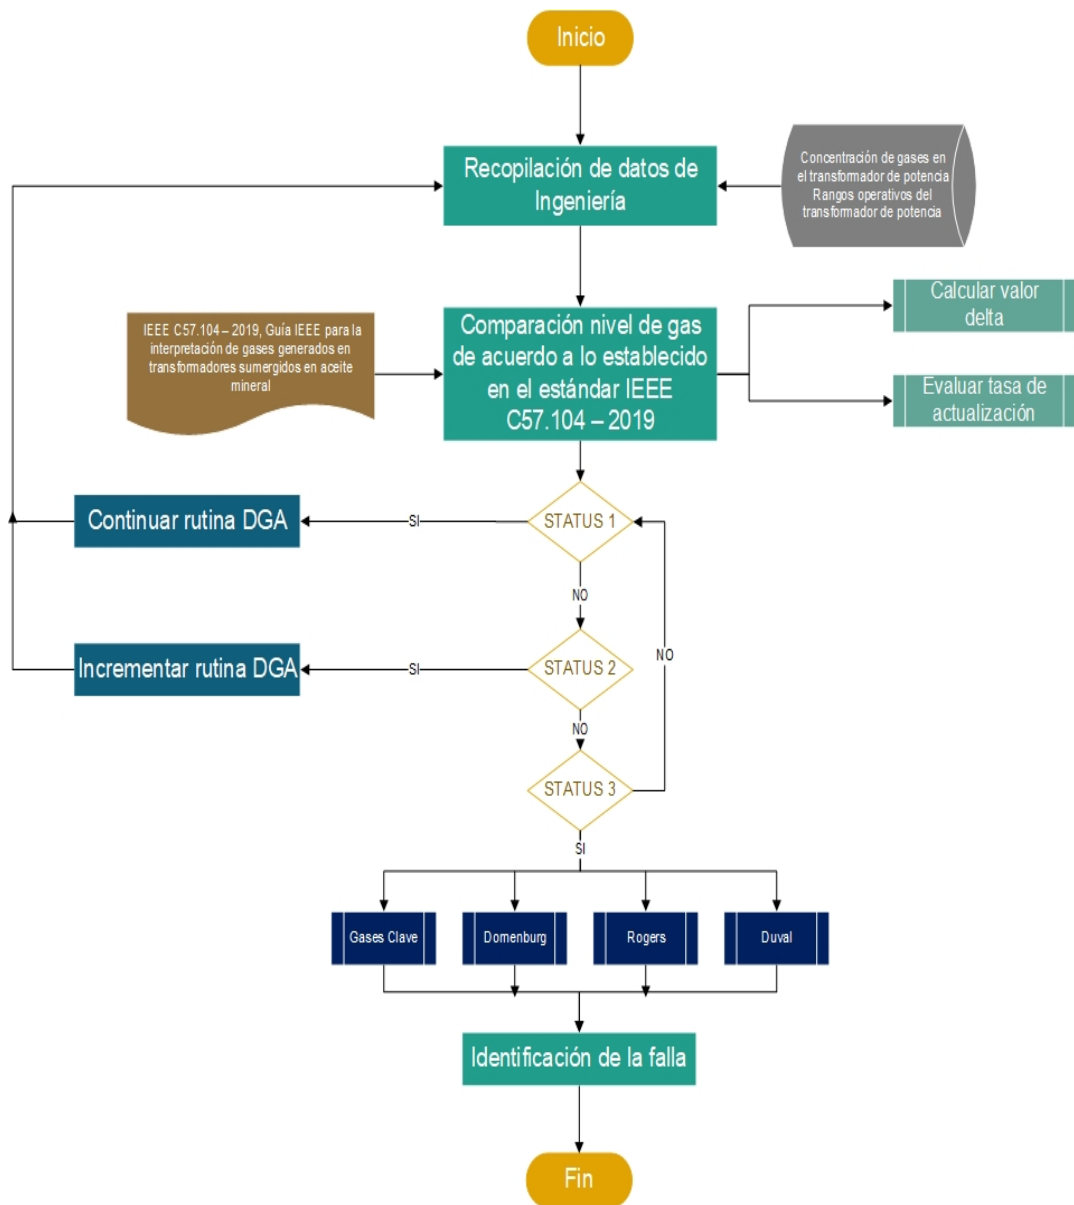 Inicio
Recopilación de datos de
Ingeniería
Concentración de gases en
el transformador de potencia
Rangos operativos del
transformador de potencia
IEEE C57.104 – 2019, Guía IEEE para la
interpretación de gases generados en
transformadores sumergidos en aceite
mineral
Comparación nivel de gas
de acuerdo a lo establecido
en el estándar IEEE
C57.104 – 2019
Calcular valor
delta
Evaluar tasa de
actualización
Continuar rutina DGA
SI
STATUS 1
NO
Incrementar rutina DGA
SI
STATUS 2
NO
NO
STATUS 3
SI
Gases Clave
Dornenburg
Rogers
Duval
Identificación de la falla
Fin